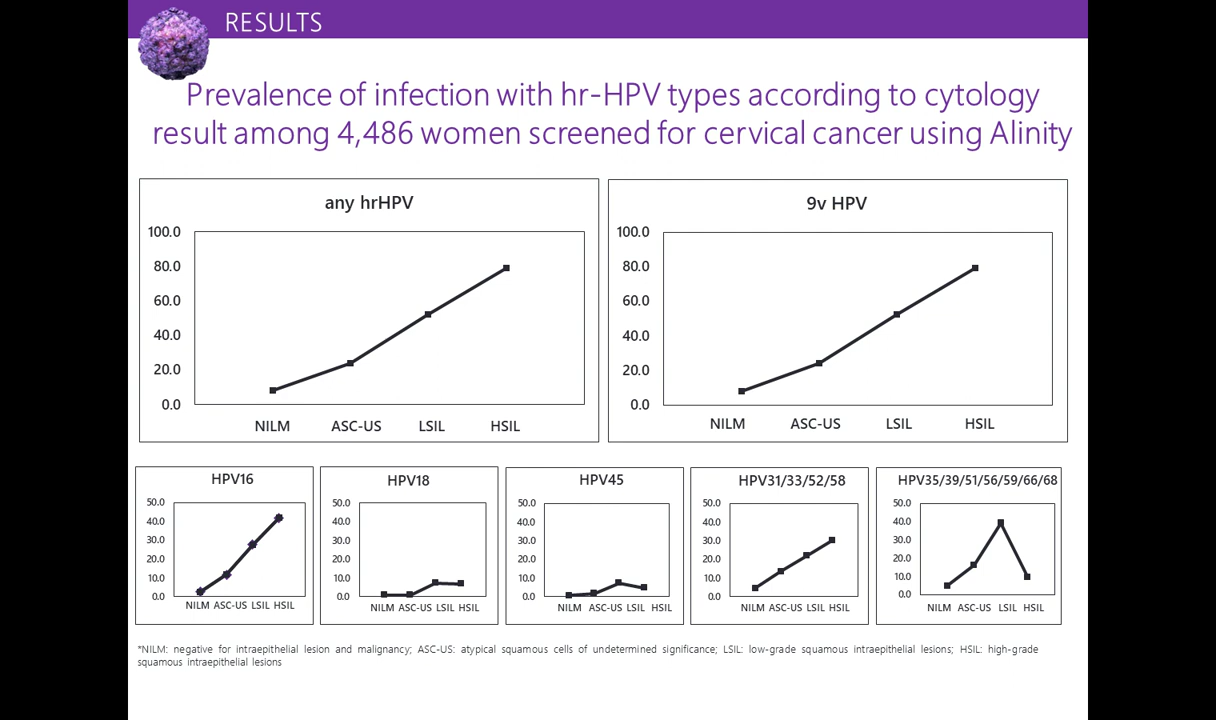 RESULTS
Prevalence of infection with hr-HPV types according to cytology
result among 4,486 women screened for cervical cancer using Alinity
any hrHPV
100.0
80.0
60.0
40.0
20.0
0.0
NILM ASC-US LSIL HSIL
9v HPV
100.0
80.0
60.0
40.0
20.0
0.0
NILM ASC-US LSIL HSIL
HPV16
50.0
40.0
30.0
20.0
10.0
0.0
NILM ASC-US LSIL HSIL
HPV18
50.0
40.0
30.0
20.0
10.0
0.0
NILM ASC-US LSIL HSIL
HPV45
50.0
40.0
30.0
20.0
10.0
0.0
NILM ASC-US LSIL HSIL
HPV31/33/52/58
50.0
40.0
30.0
20.0
10.0
0.0
NILM ASC-US LSIL HSIL
HPV35/39/51/56/59/66/68
50.0
40.0
30.0
20.0
10.0
0.0
NILM ASC-US LSIL HSIL
*NILM: negative for intraepithelial lesion and malignancy; ASC-US: atypical squamous cells of undetermined significance; LSIL: low-grade squamous intraepithelial lesions; HSIL: high-grade
squamous intraepithelial lesions